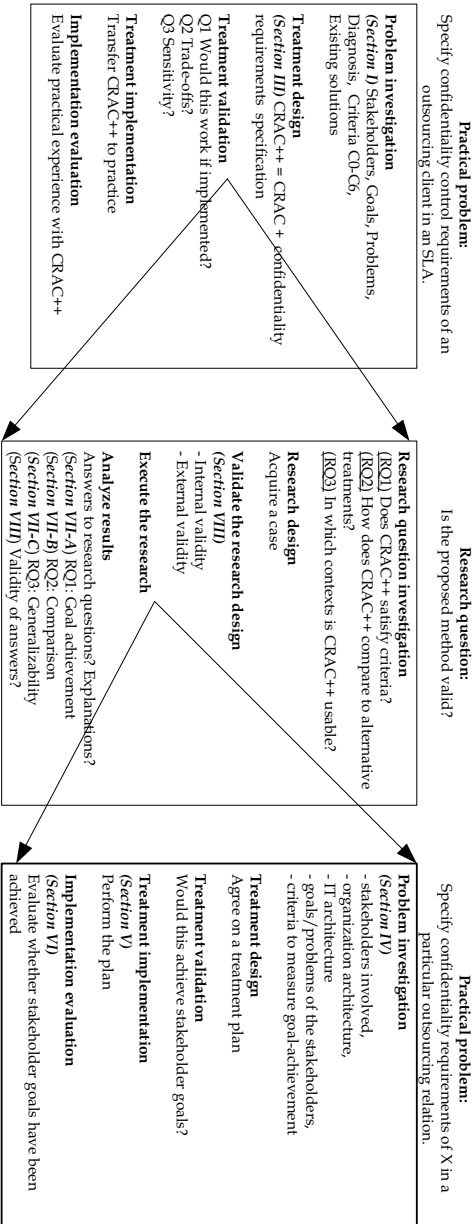 Practical problem:
Specify confidentiality control requirements of an
outsourcing client in an SLA.
Problem investigation
(Section I) Stakeholders, Goals, Problems,
Diagnosis, Criteria C0-C6,
Existing solutions
Treatment design
(Section III) CRAC++ = CRAC + confidentiality
requirements specification
Treatment validation
Q1 Would this work if implemented?
Q2 Trade-offs?
Q3 Sensitivity?
Treatment implementation
Transfer CRAC++ to practice
Implementation evaluation
Evaluate practical experience with CRAC++
Research question:
Is the proposed method valid?
Research question investigation
(RQ1) Does CRAC++ satisfy criteria?
(RQ2) How does CRAC++ compare to alternative
treatments?
(RQ3) In which contexts is CRAC++ usable?
Research design
Acquire a case
Validate the research design
(Section VIII)
- Internal validity
- External validity
Execute the research
Analyze results
Answers to research questions? Explanations?
(Section VII-A) RQ1: Goal achievement
(Section VII-B) RQ2: Comparison
(Section VII-C) RQ3: Generalizability
(Section VIII) Validity of answers?
Practical problem:
Specify confidentiality requirements of X in a
particular outsourcing relation.
Problem investigation
(Section IV)
- stakeholders involved,
- organization architecture,
- IT architecture
- goals/problems of the stakeholders,
- criteria to measure goal-achievement
Treatment design
Agree on a treatment plan
Treatment validation
Would this achieve stakeholder goals?
Treatment implementation
(Section V)
Perform the plan
Implementation evaluation
(Section VI)
Evaluate whether stakeholder goals have been
achieved